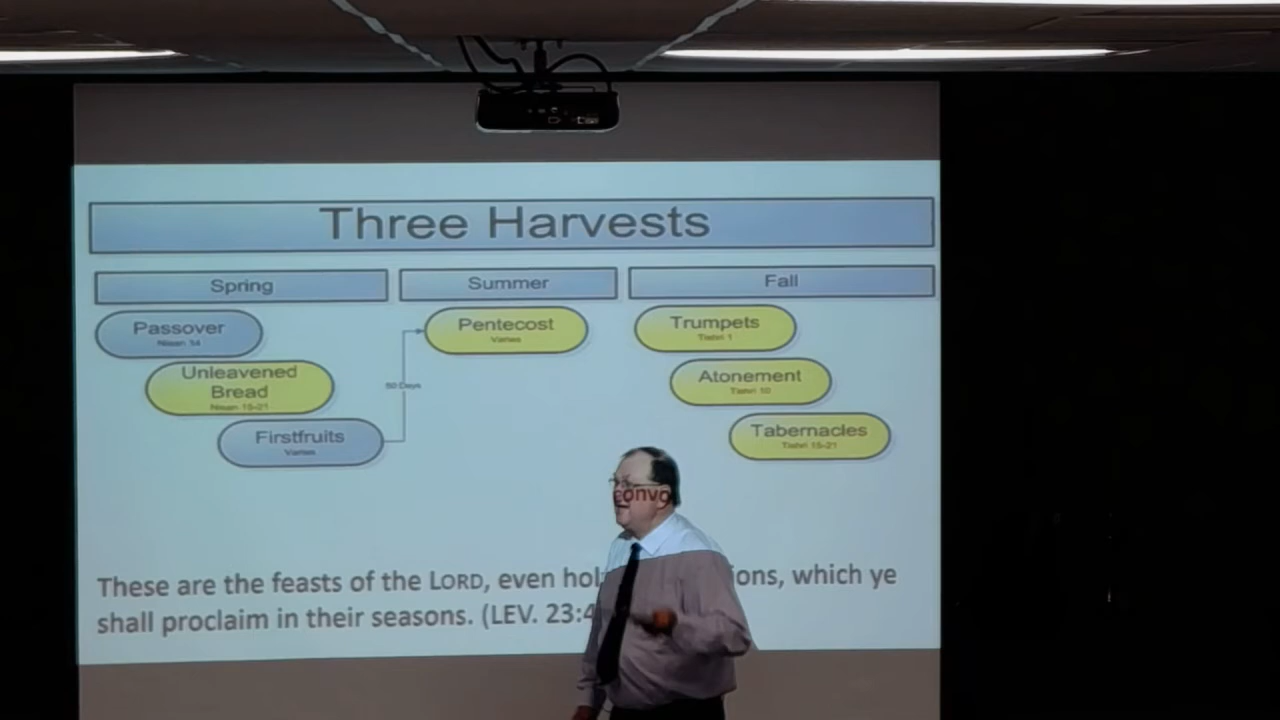 Three Harvests
Spring
Summer
Fall
Passover
Nisan 14
Unleavened
Bread
Nisan 15-21
Firstfruits
Varies
50 Days
Pentecost
Varies
Trumpets
Tishri 1
Atonement
Tishri 10
Tabernacles
Tishri 15-21
convo
These are the feasts of the LORD, even hol ions, which ye
shall proclaim in their seasons. (LEV. 23:4